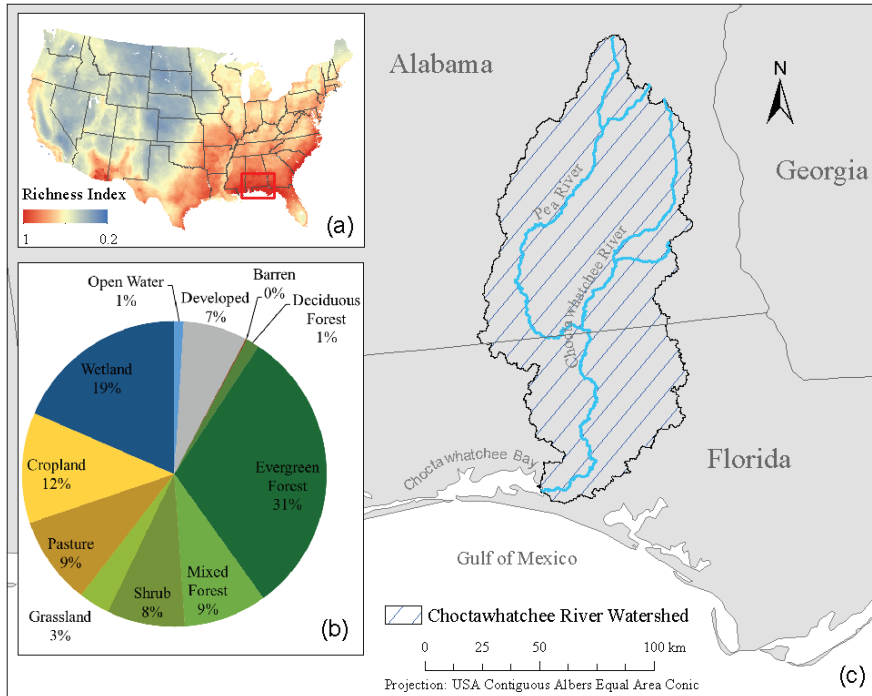 Richness Index
1
0.2
(a)
Open Water
1%
Developed
7%
Barren
0%
Deciduous
Forest
1%
Wetland
19%
Cropland
12%
Evergreen
Forest
31%
Pasture
9%
Grassland
3%
Shrub
8%
Mixed
Forest
9%
(b)
Alabama
N
Georgia
Pea River
Choctawhatchee River
Choctawhatchee Bay
Florida
Gulf of Mexico
Choctawhatchee River Watershed
0 25 50 100 km
Projection: USA Contiguous Albers Equal Area Conic
(c)